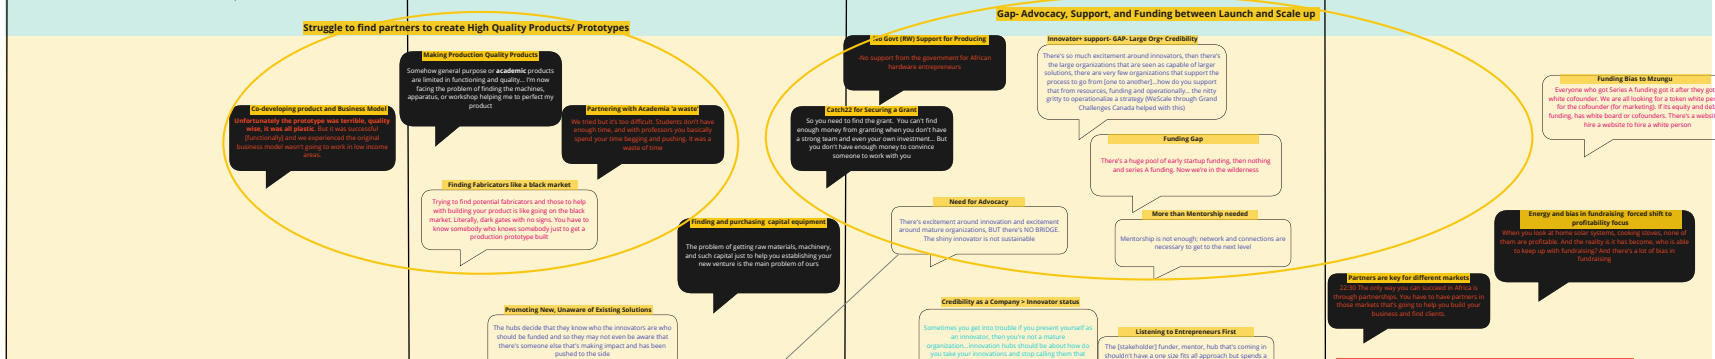 Struggle to find partners to create High Quality Products/ Prototypes
Making Production Quality Products
Somehow general purpose or academic products
are limited in functioning and quality... I'm now
facing the problem of finding the machines,
apparatus, or workshop helping me to perfect my
product
Co-developing product and Business Model
Unfortunately the prototype was terrible, quality
wise, it was all plastic. But it was successful
[functionally] and we experienced the original
business model wasn't going to work in low income
areas.
Partnering with Academia 'a waste'
We tried but it's too difficult. Students don't have
enough time, and with professors you basically
spend your time begging and puching. It was a
waste of time
Finding Fabricators like a black market
Trying to find potential fabricators and those to help
with building your product is like going on the black
market. Literally, dark gates with no signs. You have to
know somebody who knows somebody just to get a
production prototype built
Finding and purchasing capital equipment
The problem of getting raw materials, machinery,
and such capital just to help you establishing your
new venture is the main problem of ours
Promoting New, Unaware of Existing Solutions
The hubs decide that they know who the innovators are who
should be funded and so they may not even be aware that
there's someone else that's making impact and has been
pushed to the side
Gap- Advocacy, Support, and Funding between Launch and Scale up
No Govt (RW) Support for Producing
-No support from the government for African
hardware entrepreneurs
Catch22 for Securing a Grant
So you need to find the grant. You can't find
enough money from granting when you don't have
a strong team and even your own investment... But
you don't have enough money to convince
someone to work with you
Innovator+ support- GAP- Large Org+ Credibility
There's so much excitement around innovators, then there's
the large organizations that are seen as capable of larger
solutions, there are very few organizations that support the
process to go from [one to another]...how do you support
that from resources, funding and operationally... the nitty
gritty to operationalize a strategy (WeScale through Grand
Challenges Canada helped with this)
Funding Gap
There's a huge pool of early startup funding, then nothing
and series A funding. Now we're in the wilderness
Need for Advocacy
There's excitement around innovation and excitement
around mature organizations, BUT there's NO BRIDGE.
The shiny innovator is not sustainable
More than Mentorship needed
Mentorship is not enough; network and connections are
necessary to get to the next level
Credibility as a Company > Innovator status
Sometimes you get into trouble if you present yourself as
an innovator, then you're not a mature
organization...innovation hubs should be about how do
you take your innovations and stop calling them that
Listening to Entrepreneurs First
The [stakeholder] funder, mentor, hub that's coming in
shouldn't have a one size fits all approach but spends a
Funding Bias to Mzungu
Everyone who got Series A funding got it after they got
white cofounder. We are all looking for a token white per
for the cofounder (for marketing). If its equity and deb
funding, has white board or cofounders. There's a websit
hire a website to hire a white person
Energy and bias in fundraising forced shift to
profitability focus
When you look at home solar systems, cooking stoves, none of
them are profitable. And the reality is it has become, who is able
to keep up with fundraising? And there's a lot of bias in
fundraising
Partners are key for different markets
22:30 The only way you can succeed in Africa is
through partnerships. You have to have partners in
those markets that's going to help you build your
business and find clients.